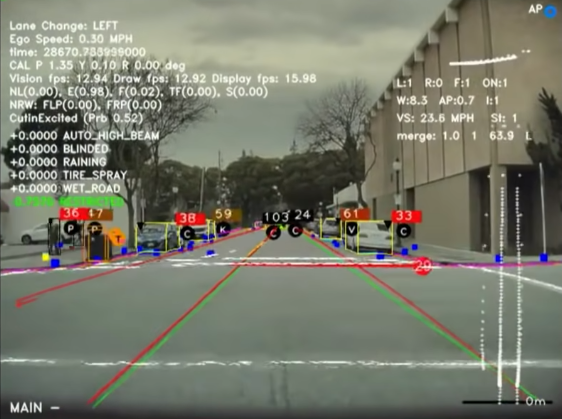 AP
Lane Change: LEFT
Ego Speed: 0.30 MPH
time: 28670.733999000
CAL P 1.35 Y 0.10 R 0.00 deg
Vision fps: 12.94 Draw fps: 12.92 Display fps: 15.98
NL(0.00), E(0.98), F(0.02), TF(0.00), S(0.00)
NRW: FLP(0.00), FRP(0.00)
CutinExcited (Prb 0.52)
+0.0000 AUTO_HIGH_BEAM
+0.0000 BLINDED
+0.0000 RAINING
+0.0000 TIRE_SPRAY
+0.0000 WET_ROAD
RESTRICTED
L:1 R:0 F:1 ON:1
W:8.3 AP:0.7 I:1
VS: 23.6 MPH SI: 1
merge: 1.0 1 63.9 L
36 47 38 59 103 24 61 33
P P T C K C C V C
29
MAIN -
0m